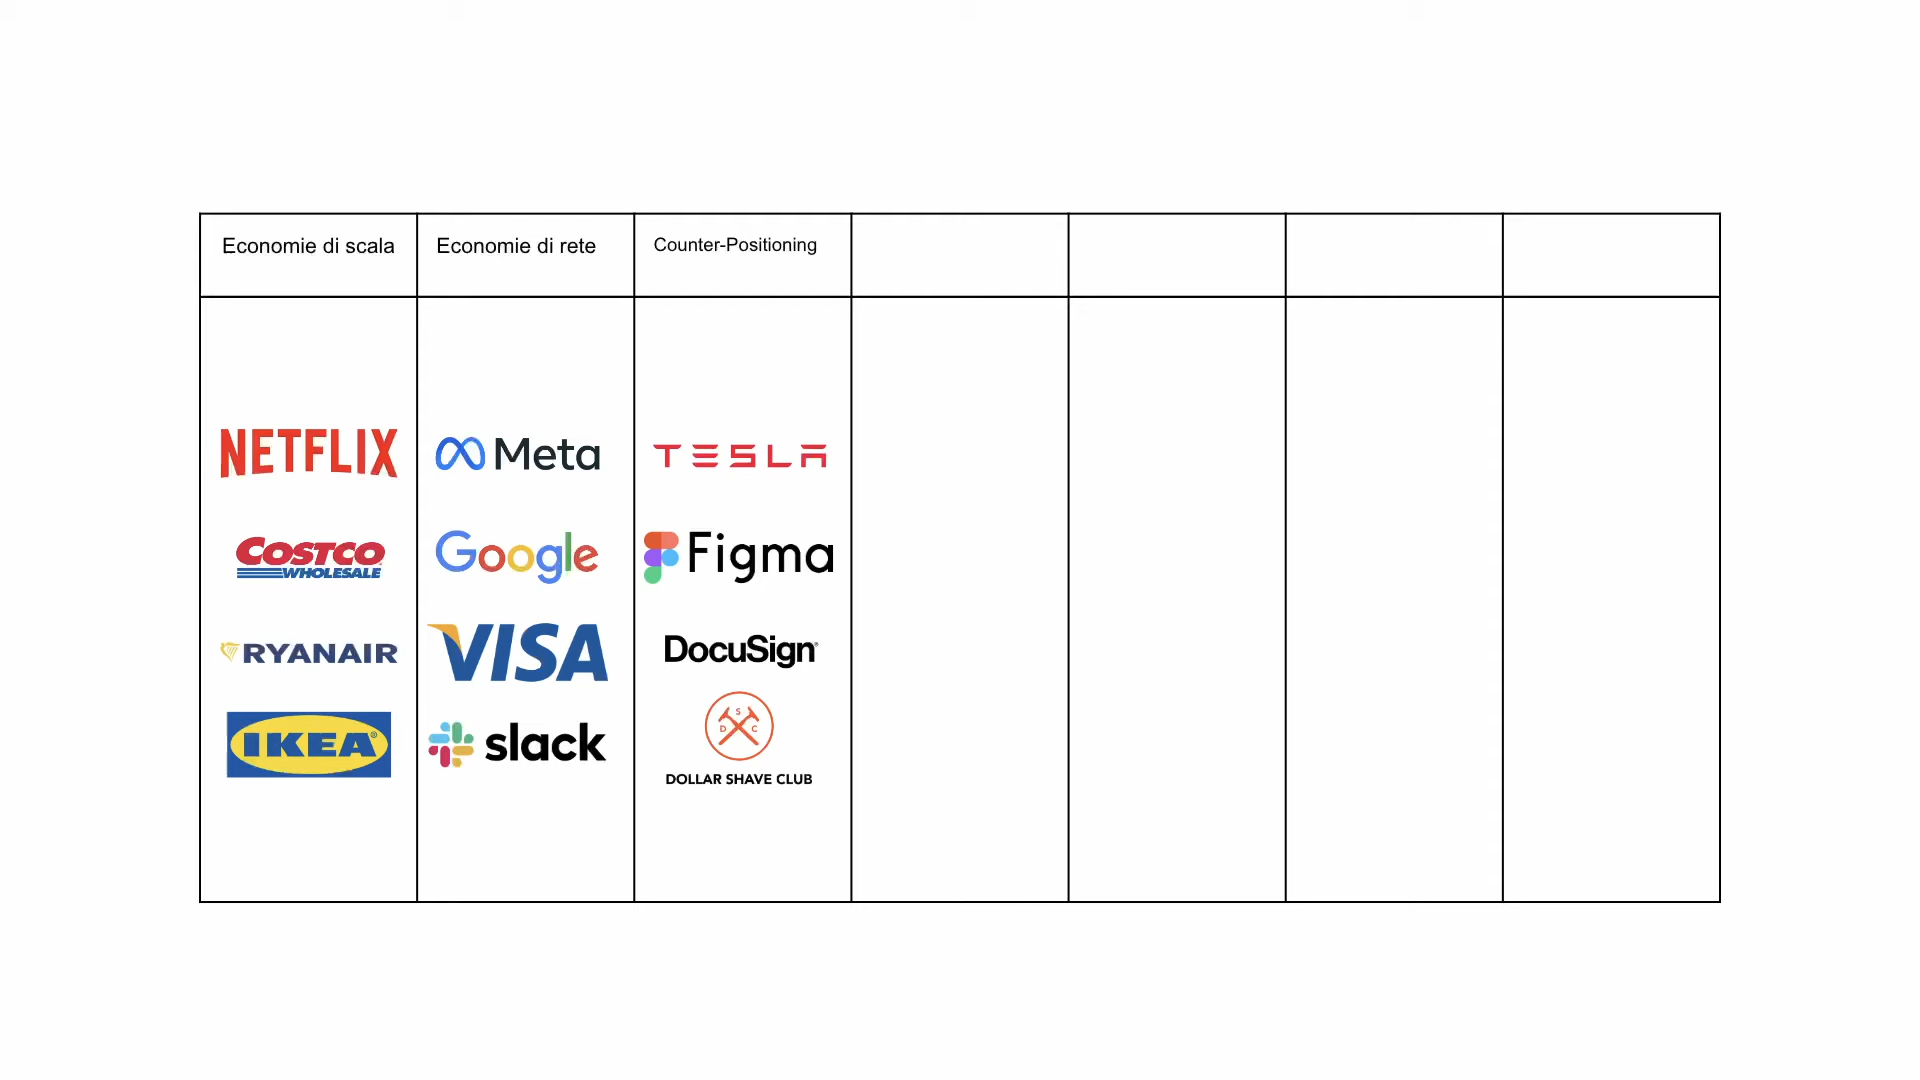 Economie di scala
Economie di rete
Counter-Positioning
NETFLIX
Meta
TESLA
COSTCO
WHOLESALE
Google
Figma
RYANAIR
VISA
DocuSign
IKEA®
slack
S
D C
DOLLAR SHAVE CLUB